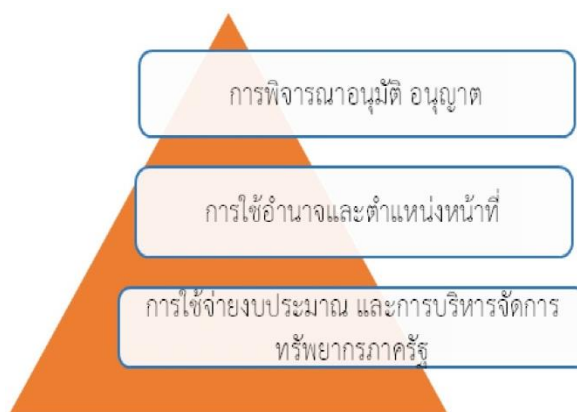 การพิจารณาอนุมัติ อนุญาต
การใช้อำนาจและตำแหน่งหน้าที่
การใช้จ่ายงบประมาณ และการบริหารจัดการ
ทรัพยากรภาครัฐ